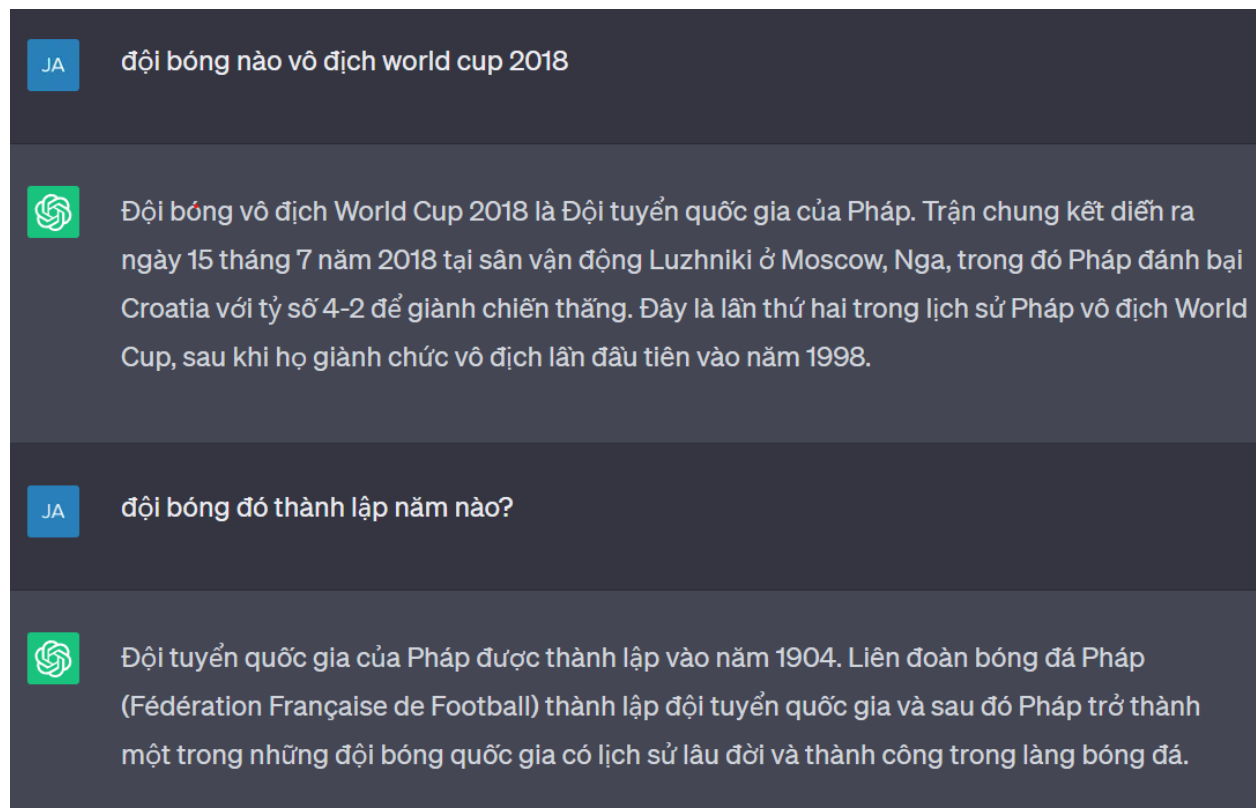 JA
đội bóng nào vô địch world cup 2018
Đội bóng vô địch World Cup 2018 là Đội tuyển quốc gia của Pháp. Trận chung kết diễn ra
ngày 15 tháng 7 năm 2018 tại sân vận động Luzhniki ở Moscow, Nga, trong đó Pháp đánh bại
Croatia với tỷ số 4-2 để giành chiến thắng. Đây là lần thứ hai trong lịch sử Pháp vô địch World
Cup, sau khi họ giành chức vô địch lần đầu tiên vào năm 1998.
JA
đội bóng đó thành lập năm nào?
Đội tuyển quốc gia của Pháp được thành lập vào năm 1904. Liên đoàn bóng đá Pháp
(Fédération Française de Football) thành lập đội tuyển quốc gia và sau đó Pháp trở thành
một trong những đội bóng quốc gia có lịch sử lâu đời và thành công trong làng bóng đá.